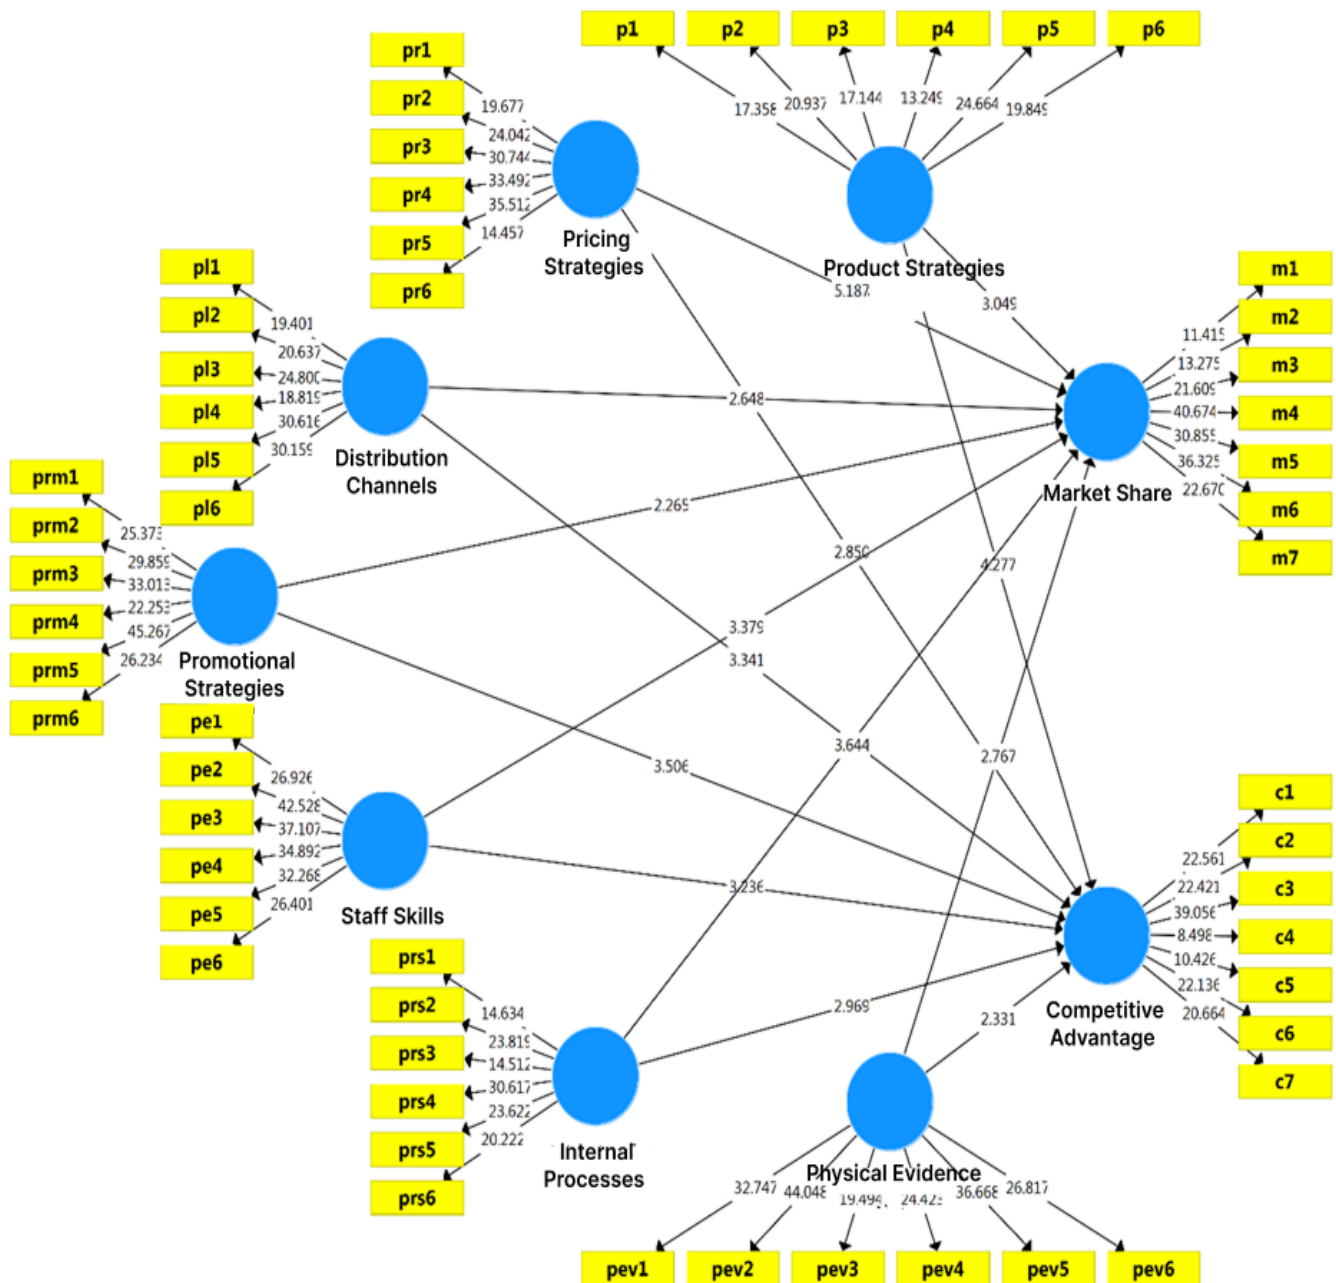 p1
p2
p3
p4
p5
p6
17.358
20.937
17.144
13.249
24.664
19.849
pr1
pr2
pr3
pr4
pr5
pr6
19.677
24.042
30.744
33.492
35.512
14.457
Pricing
Strategies
Product Strategies
5.187
3.049
pl1
pl2
pl3
pl4
pl5
pl6
19.401
20.637
24.800
18.819
30.616
30.159
Distribution
Channels
2.648
m1
m2
m3
m4
m5
m6
m7
11.415
13.275
21.609
40.674
30.855
36.325
22.670
Market Share
prm1
prm2
prm3
prm4
prm5
prm6
25.373
29.859
33.013
22.253
45.267
26.234
Promotional
Strategies
2.265
2.850
4.277
3.379
3.341
3.644
2.767
3.506
pe1
pe2
pe3
pe4
pe5
pe6
26.926
42.528
37.107
34.892
32.268
26.401
Staff Skills
3.236
c1
c2
c3
c4
c5
c6
c7
22.561
22.421
39.056
8.498
10.426
22.136
20.664
Competitive
Advantage
prs1
prs2
prs3
prs4
prs5
prs6
14.634
23.819
14.512
30.617
23.622
20.222
Internal
Processes
2.969
2.331
Physical Evidence
32.747
44.048
19.494
24.423
36.668
26.817
pev1
pev2
pev3
pev4
pev5
pev6